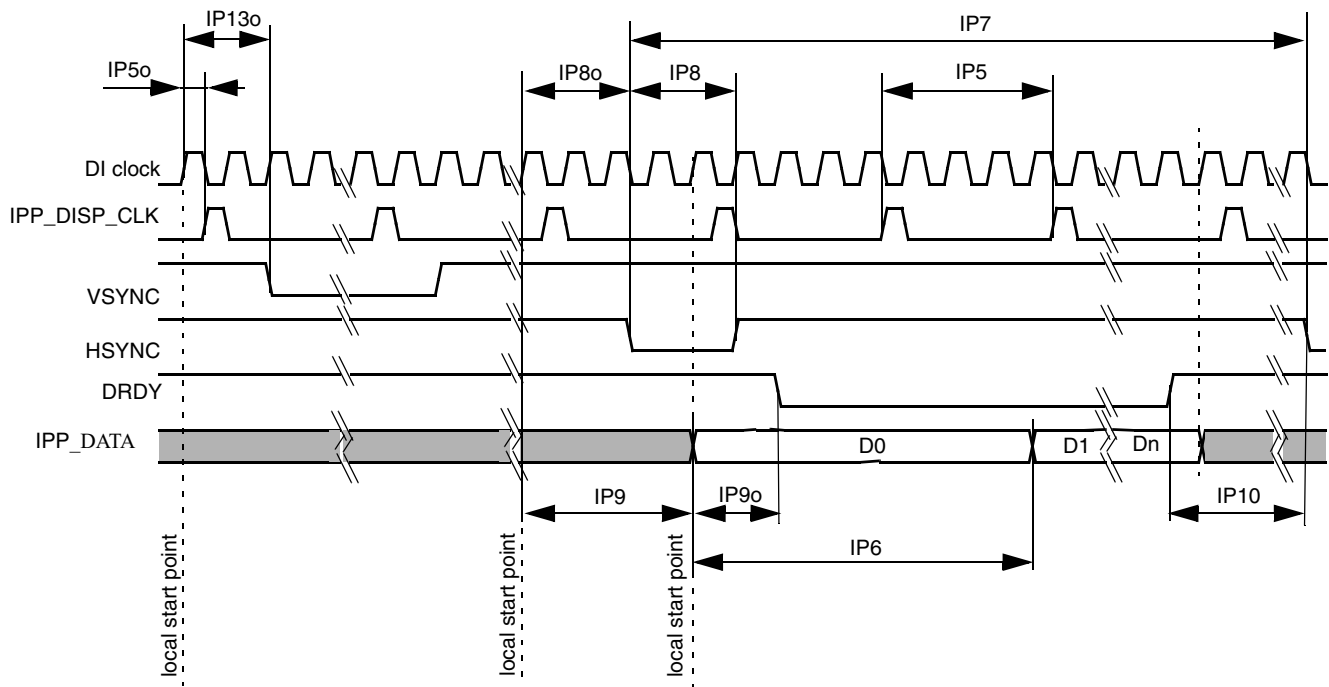 IP13o
IP7
IP5o
IP8o
IP8
IP5
DI clock
IPP_DISP_CLK
VSYNC
HSYNC
DRDY
IPP_DATA
D0
D1
Dn
IP9
IP9o
IP10
IP6
local start point
local start point
local start point